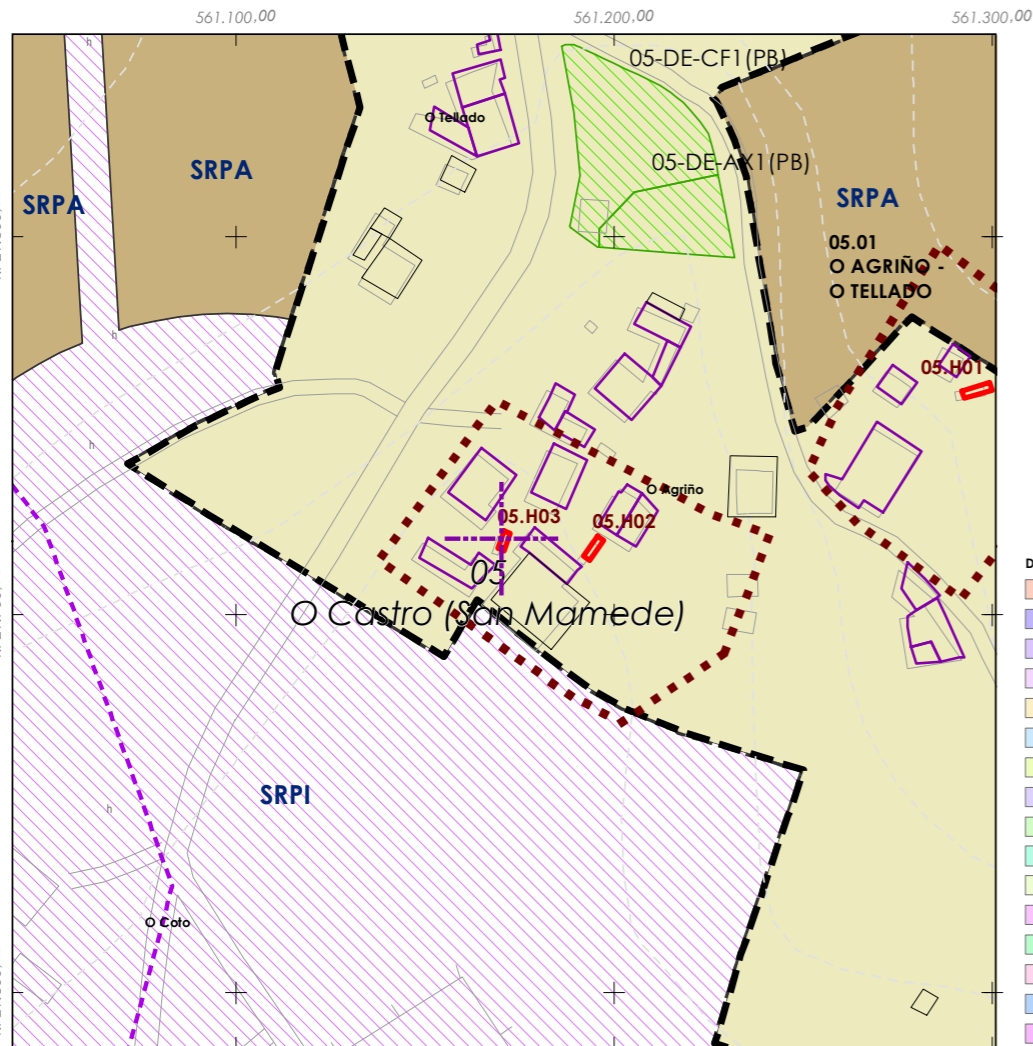 561.100,00
561.200,00
561.300,00
05-DE-CF1(PB)
O Tellado
05-DE-AX1(PB)
SRPA
SRPA
SRPA
05.01
O AGRIÑO -
O TELLADO
05.H01
O Agriño
05.H03
05.H02
05
O Castro (San Mamede)
SRPI
O Coto
h
h
h
h
D